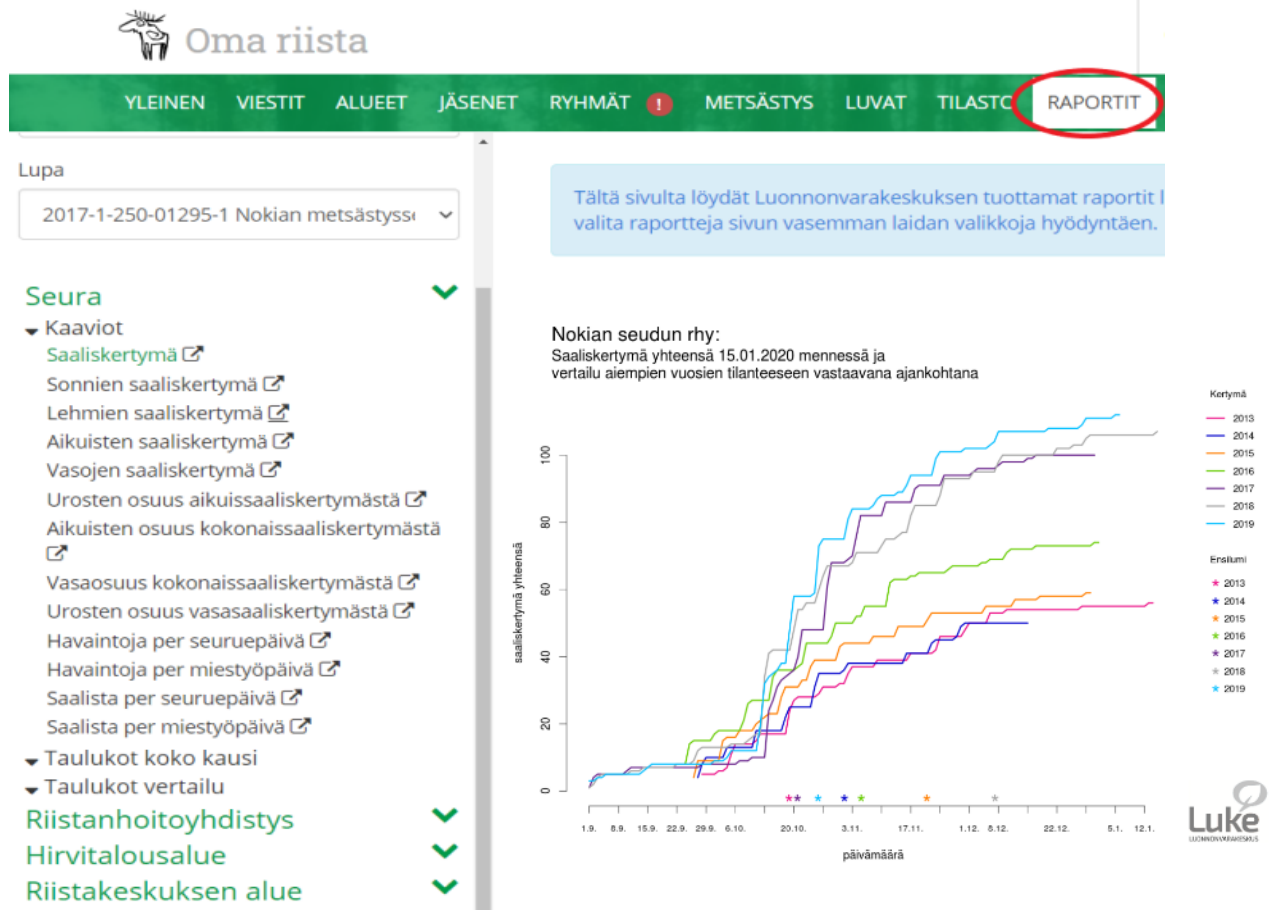 Oma riista
YLEINEN VIESTIT ALUEET JÄSENET RYHMÄT ! METSÄSTYS LUVAT TILASTO RAPORTIT
Lupa
2017-1-250-01295-1 Nokian metsästysse
Tältä sivulta löydät Luonnonvarakeskuksen tuottamat raportit l
valita raportteja sivun vasemman laidan valikkoja hyödyntäen.
Seura
Kaaviot
Saaliskertymä
Sonnien saaliskertymä
Lehmien saaliskertymä
Aikuisten saaliskertymä
Vasojen saaliskertymä
Urosten osuus aikuissaaliskertymästä
Aikuisten osuus kokonaissaaliskertymästä
Vasaosuus kokonaissaaliskertymästä
Urosten osuus vasasaaliskertymästä
Havaintoja per seuruepäivä
Havaintoja per miestyöpäivä
Saalista per seuruepäivä
Saalista per miestyöpäivä
Taulukot koko kausi
Taulukot vertailu
Riistanhoitoyhdistys
Hirvitalousalue
Riistakeskuksen alue
Nokian seudun rhy:
Saaliskertymä yhteensä 15.01.2020 mennessä ja
vertailu aiempien vuosien tilanteeseen vastaavana ajankohtana
saaliskertymä yhteensä
100
80
60
40
20
0
1.9. 8.9. 15.9. 22.9. 29.9. 6.10. 20.10. 3.11. 17.11. 1.12. 8.12. 22.12. 5.1. 12.1.
päivämäärä
Kertymä
2013
2014
2015
2016
2017
2018
2019
Ensilumi
2013
2014
2015
2016
2017
2018
2019
Luke
LUONNONVARAKESKUS